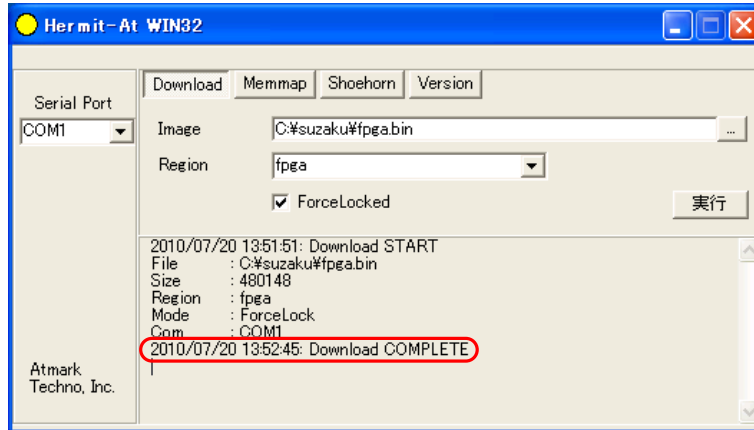 Hermit-At WIN32
Download Memmap Shoehorn Version
Serial Port
COM1
Image C:¥suzaku¥fpga.bin ...
Region fpga
ForceLocked 実行
2010/07/20 13:51:51: Download START
File : C:¥suzaku¥fpga.bin
Size : 480148
Region : fpga
Mode : ForceLock
Com : COM1
2010/07/20 13:52:45: Download COMPLETE
Atmark
Techno, Inc.